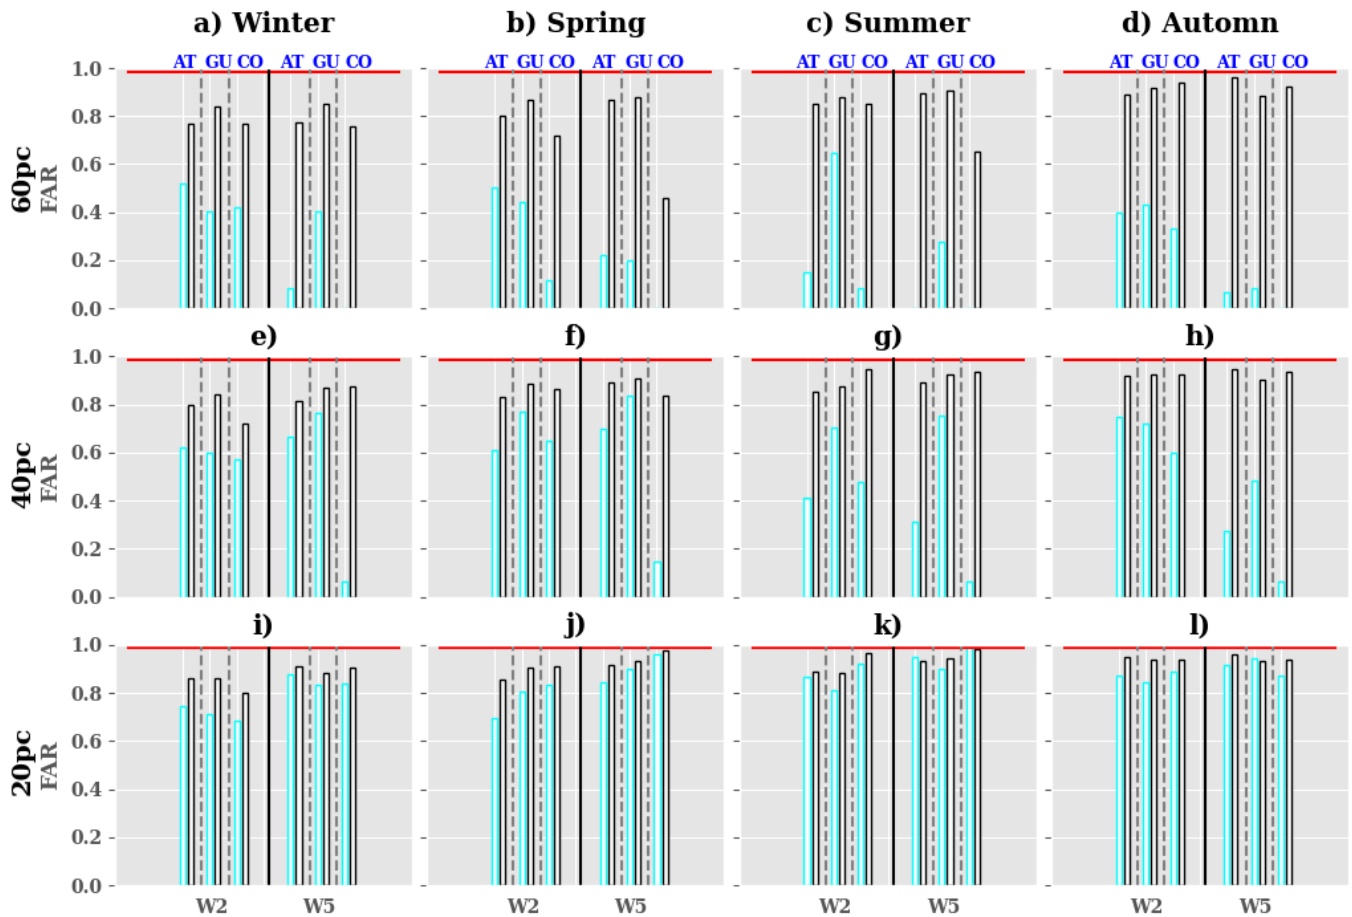 a) Winter b) Spring c) Summer d) Automn
AT GU CO AT GU CO AT GU CO AT GU CO AT GU CO AT GU CO AT GU CO AT GU CO
60pc
FAR
1.0
0.8
0.6
0.4
0.2
0.0
e) f) g) h)
40pc
FAR
1.0
0.8
0.6
0.4
0.2
0.0
i) j) k) l)
20pc
FAR
1.0
0.8
0.6
0.4
0.2
0.0
W2 W5 W2 W5 W2 W5 W2 W5